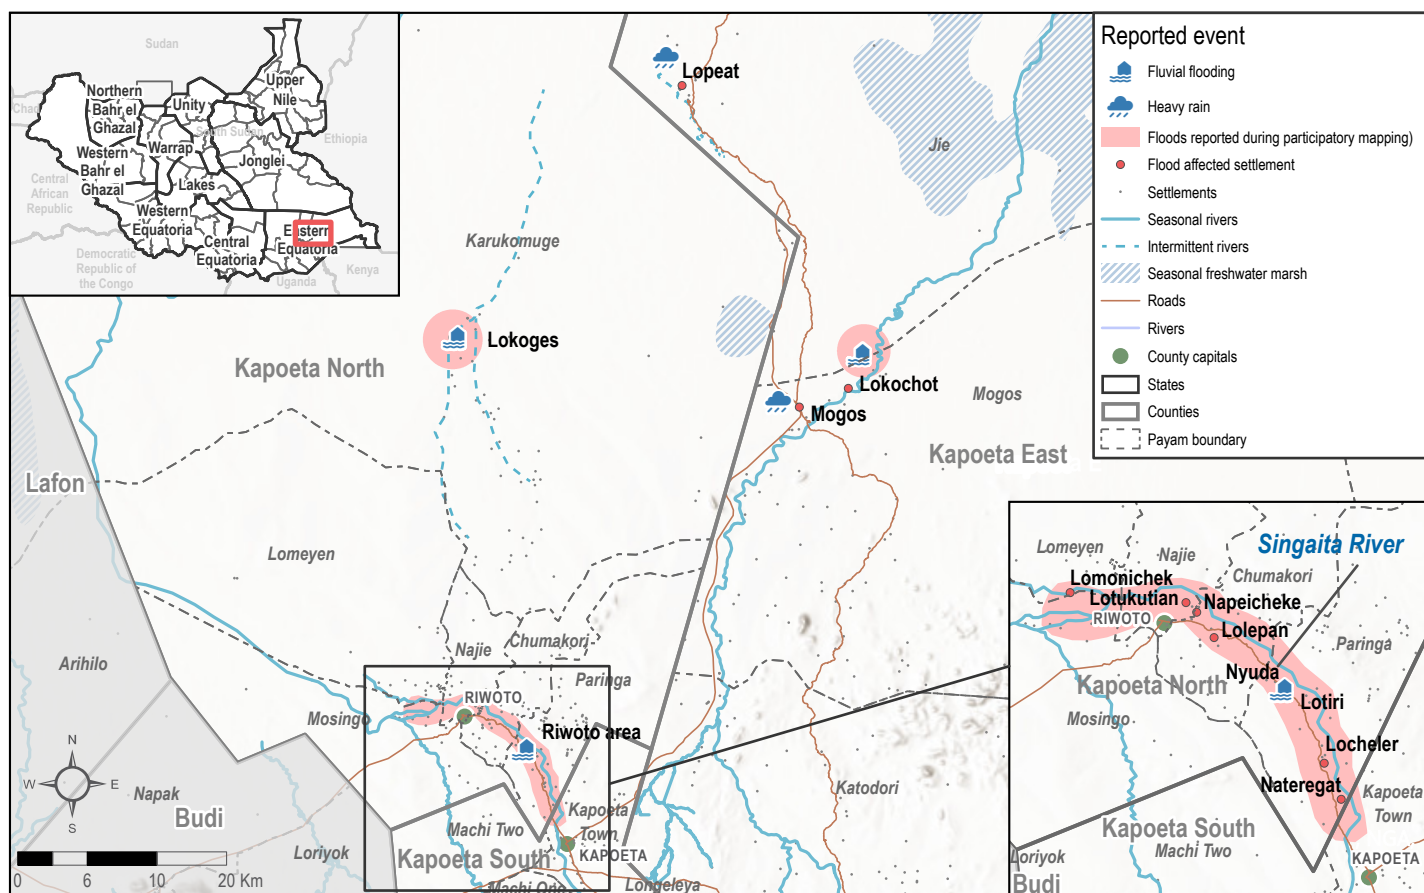 Sudan
Chad
Northern
Bahr el
Ghazal
Unity
Upper
Nile
South Sudan
Ethiopia
Western
Bahr el
Ghazal
Warrap
Jonglei
Lakes
Central
African
Republic
Western
Equatoria
Central
Equatoria
Eastern
Equatoria
Democratic
Republic of
the Congo
Uganda
Kenya
Lopeat
Jie
Karukomuge
Lokoges
Kapoeta North
Lokochot
Mogos
Mogos
Kapoeta East
Lafon
Lomeyen
Arihilo
Chumakori
Najie
Paringa
RIWOTO
Mosingo
Riwoto area
Katodori
Napak
Budi
Kapoeta
Town
Machi Two
KAPOETA
Kapoeta South
Loriyok
Machi One
Longeleya
N
W
E
S
0
6
10
20 Km
Reported event
Fluvial flooding
Heavy rain
Floods reported during participatory mapping)
Flood affected settlement
Settlements
Seasonal rivers
Intermittent rivers
Seasonal freshwater marsh
Roads
Rivers
County capitals
States
Counties
Payam boundary
Singaita River
Lomeyen
Najie
Chumakori
Lomonichek
Lotukutian
Napeicheke
RIWOTO
Lolepan
Paringa
Nyuda
Kapoeta North
Lotiri
Mosingo
Locheler
Nateregat
Kapoeta
Town
Kapoeta South
Machi Two
Loriyok
KAPOETA
Budi